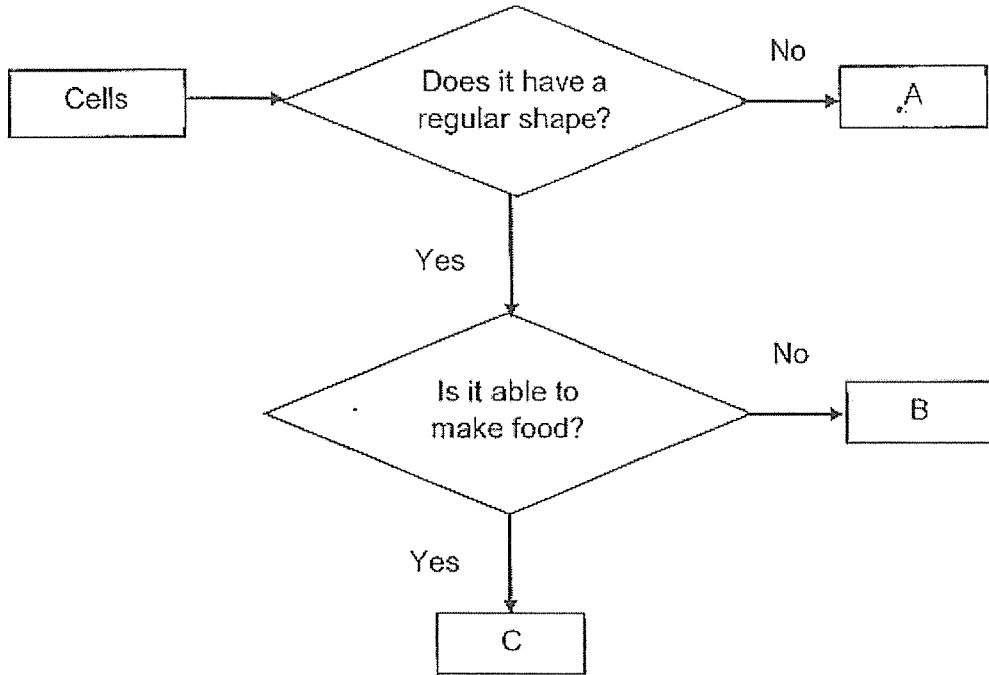 Cells
Does it have a
regular shape?
No
A
Yes
Is it able to
make food?
No
B
Yes
C